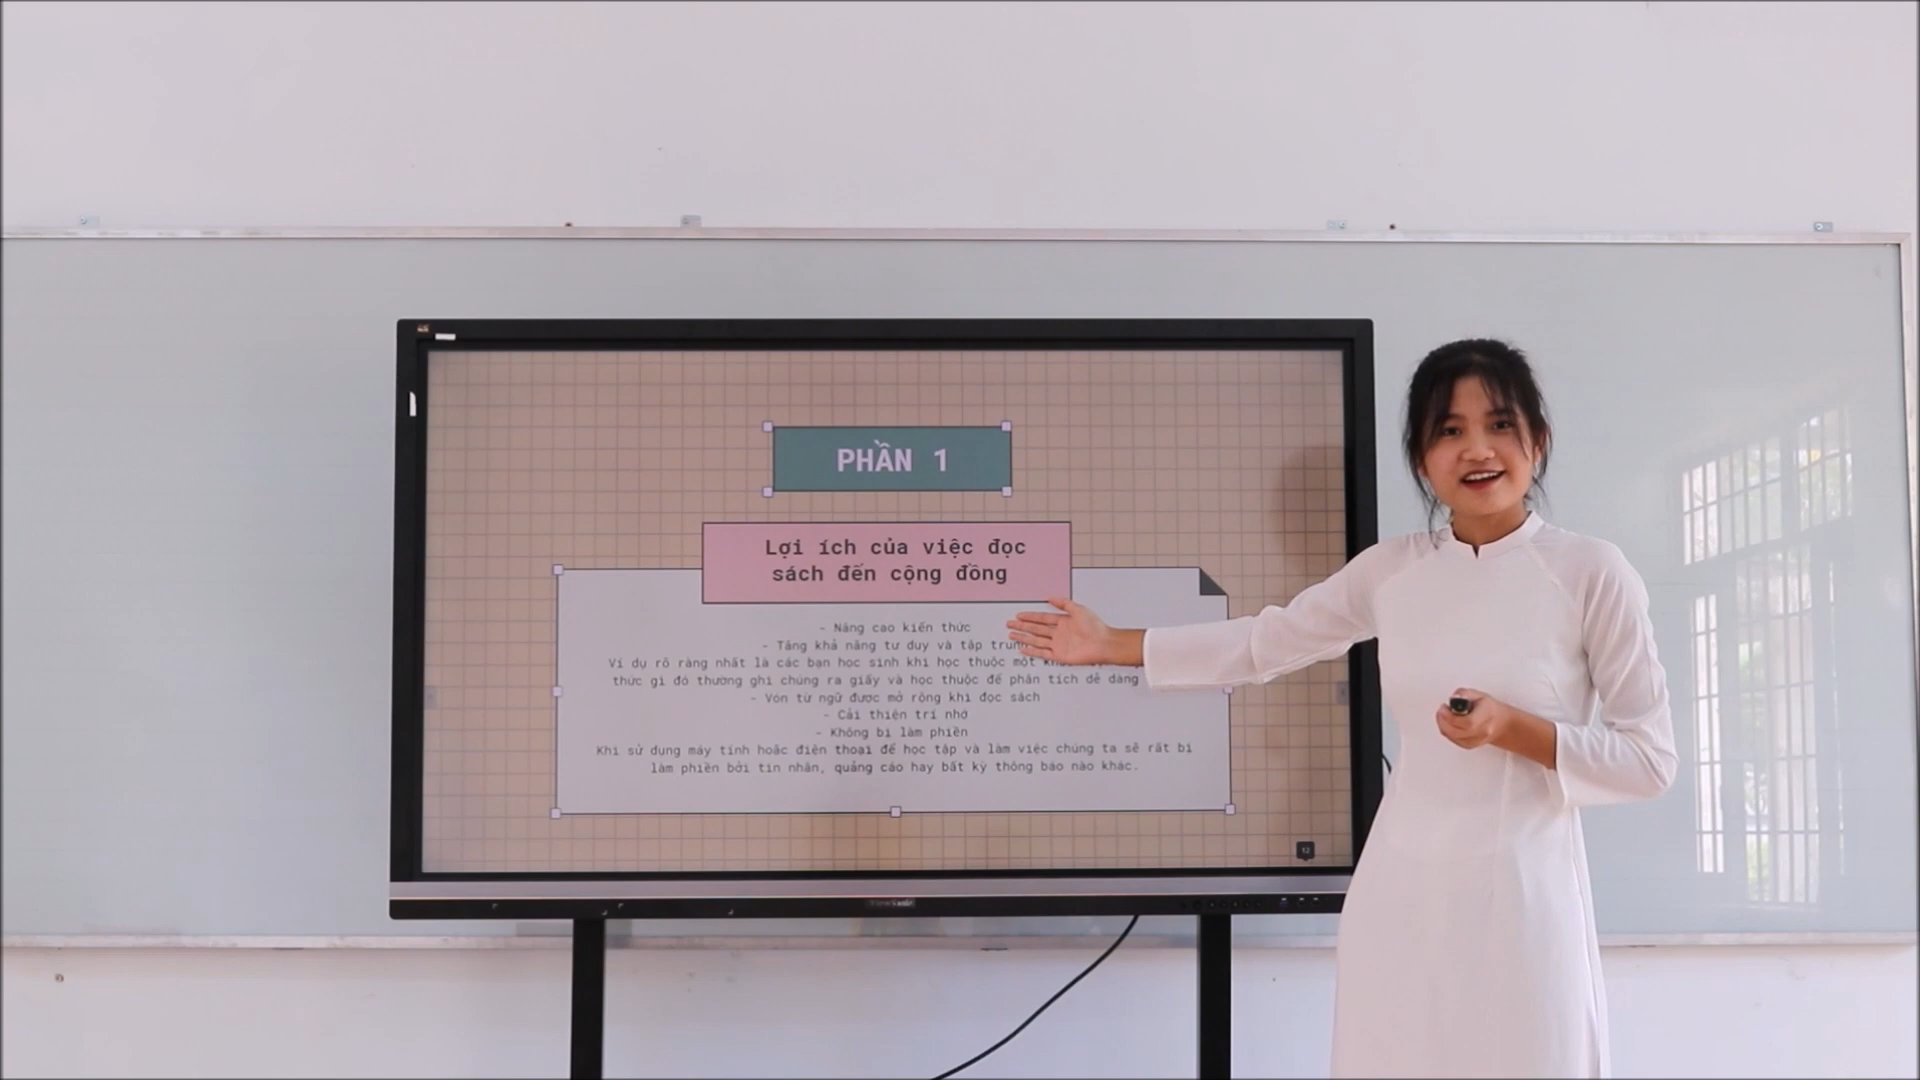 PHẦN 1
Lợi ích của việc đọc
sách đến cộng đồng
- Nâng cao kiến thức
- Tăng khả năng tư duy và tập trung
Ví dụ rõ ràng nhất là các bạn học sinh khi học thuộc một
thức gì đó thường ghi chúng ra giấy và học thuộc để phân tích dễ dàng
- Vốn từ ngữ được mở rộng khi đọc sách
- Cải thiện trí nhớ
- Không bị làm phiền
Khi sử dụng máy tính hoặc điện thoại để học tập và làm việc chúng ta sẽ rất bị
làm phiền bởi tin nhắn, quảng cáo hay bất kỳ thông báo nào khác.
12
ViewSonic